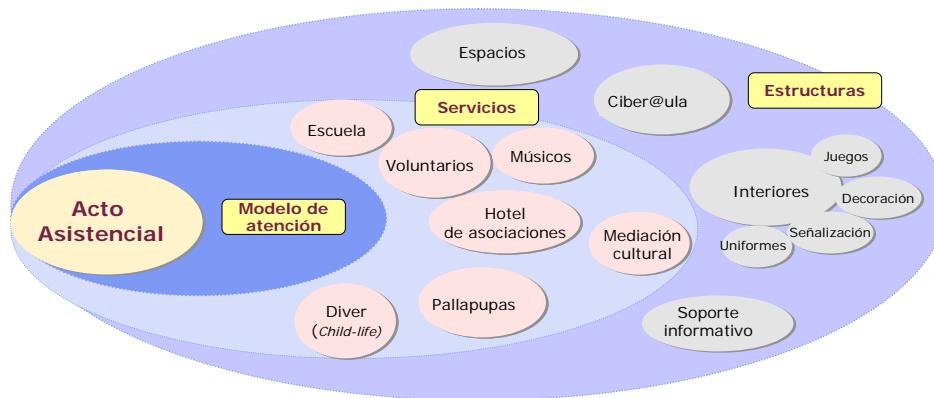 Espacios
Estructuras
Servicios
Ciber@ula
Escuela
Voluntarios
Músicos
Juegos
Interiores
Decoración
Acto
Asistencial
Modelo de
atención
Hotel
de asociaciones
Mediación
cultural
Uniformes
Señalización
Diver
(Child-life)
Pallapupas
Soporte
informativo